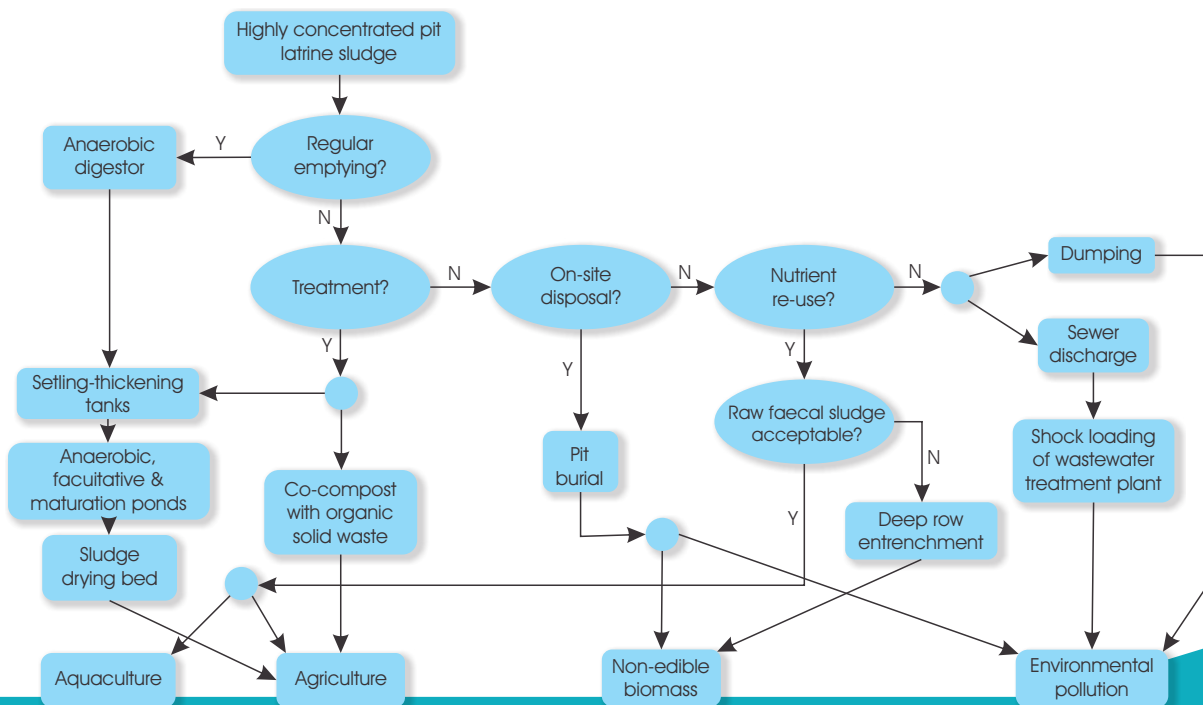 Highly concentrated pit
latrine sludge
Y
Anaerobic
digestor
Regular
emptying?
N
Treatment?
N
On-site
disposal?
N
Nutrient
re-use?
N
Dumping
Sewer
discharge
Y
Y
Y
Setling-thickening
tanks
Raw faecal sludge
acceptable?
Shock loading
of wastewater
treatment plant
Anaerobic,
facuitative &
maturation ponds
Pit
burial
N
Co-compost
with organic
solid waste
Y
Deep row
entrenchment
Sludge
drying bed
Aquaculture
Agriculture
Non-edible
biomass
Environmental
pollution